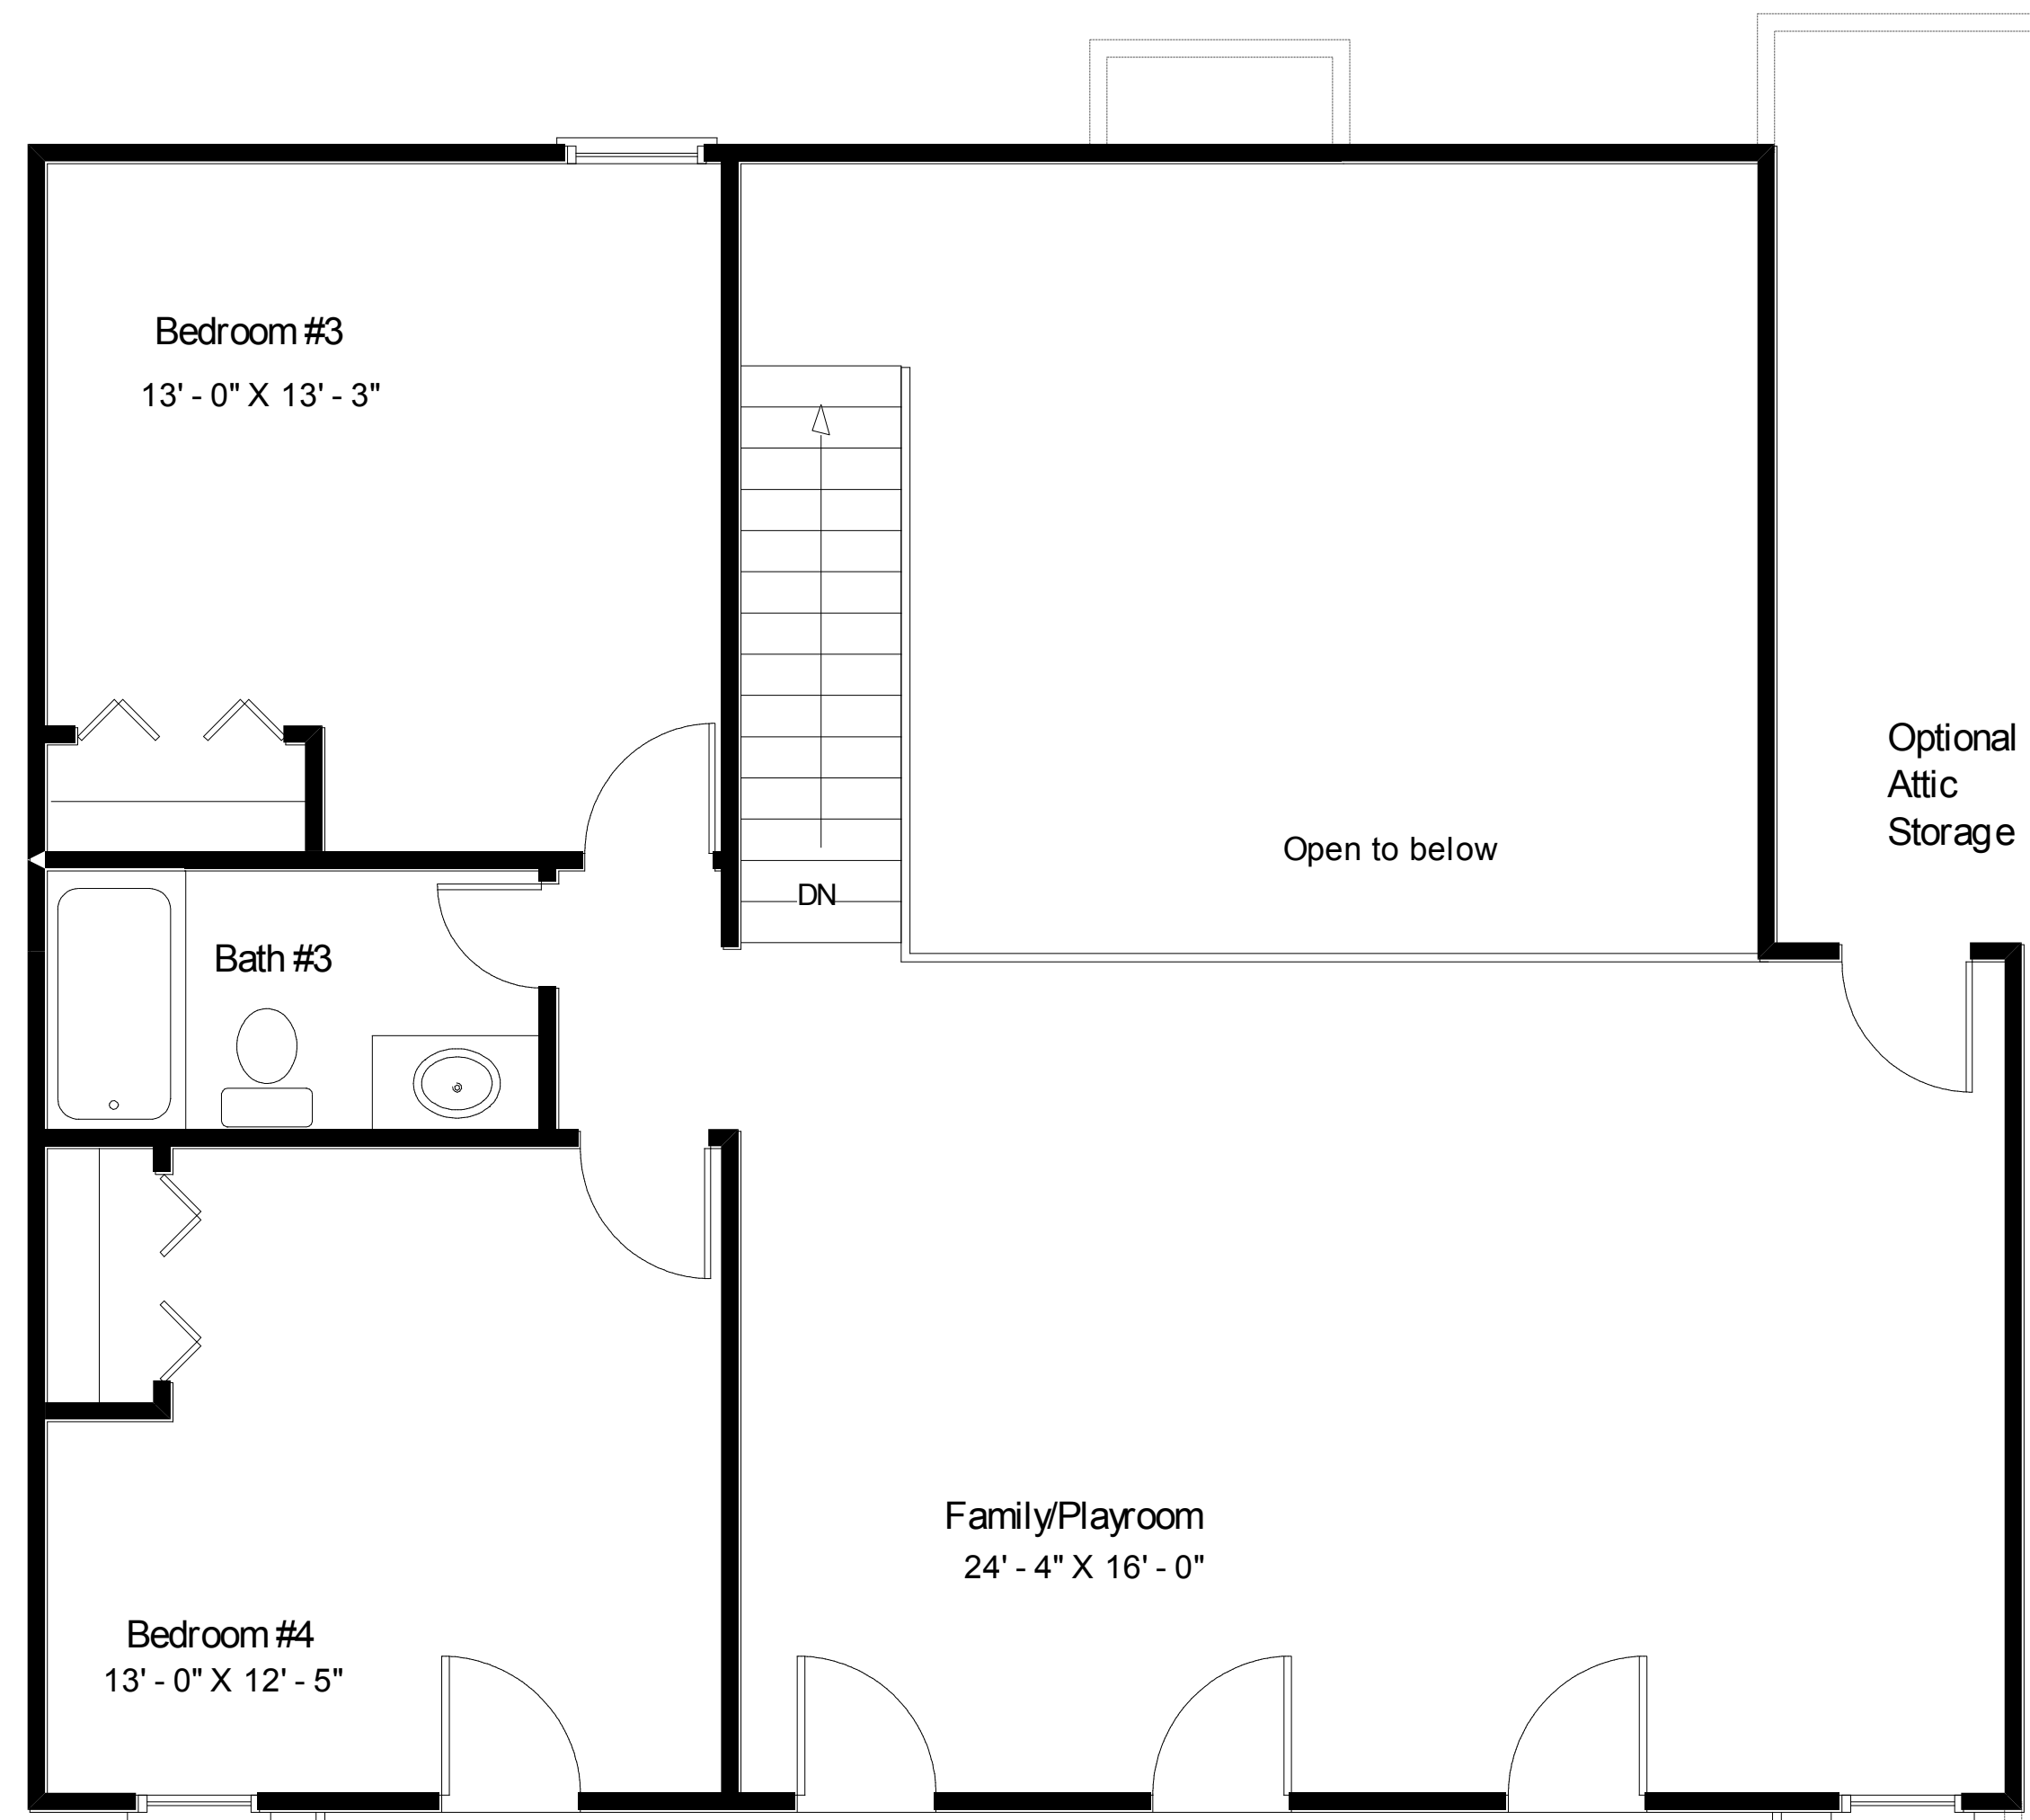 Bedroom #3
13' - 0" X 13' - 3"
Optional
Attic
Storage
Open to below
DN
Bath #3
Family/Playroom
24' - 4" X 16' - 0"
Bedroom #4
13' - 0" X 12' - 5"